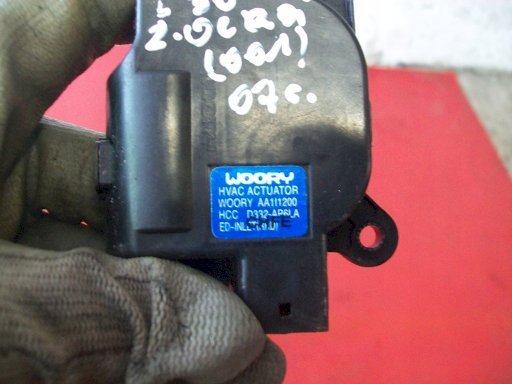 2.0CRDi
(001)
07r.
WOORY
HVAC ACTUATOR
WOORY AA1I1200
HCC D332-AP6LA